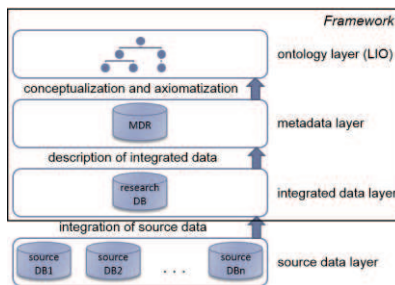 Framework
ontology layer (LIO)
conceptualization and axiomatization
MDR
metadata layer
description of integrated data
research
DB
integrated data layer
integration of source data
source
DB1
source
DB2
. . .
source
DBn
source data layer